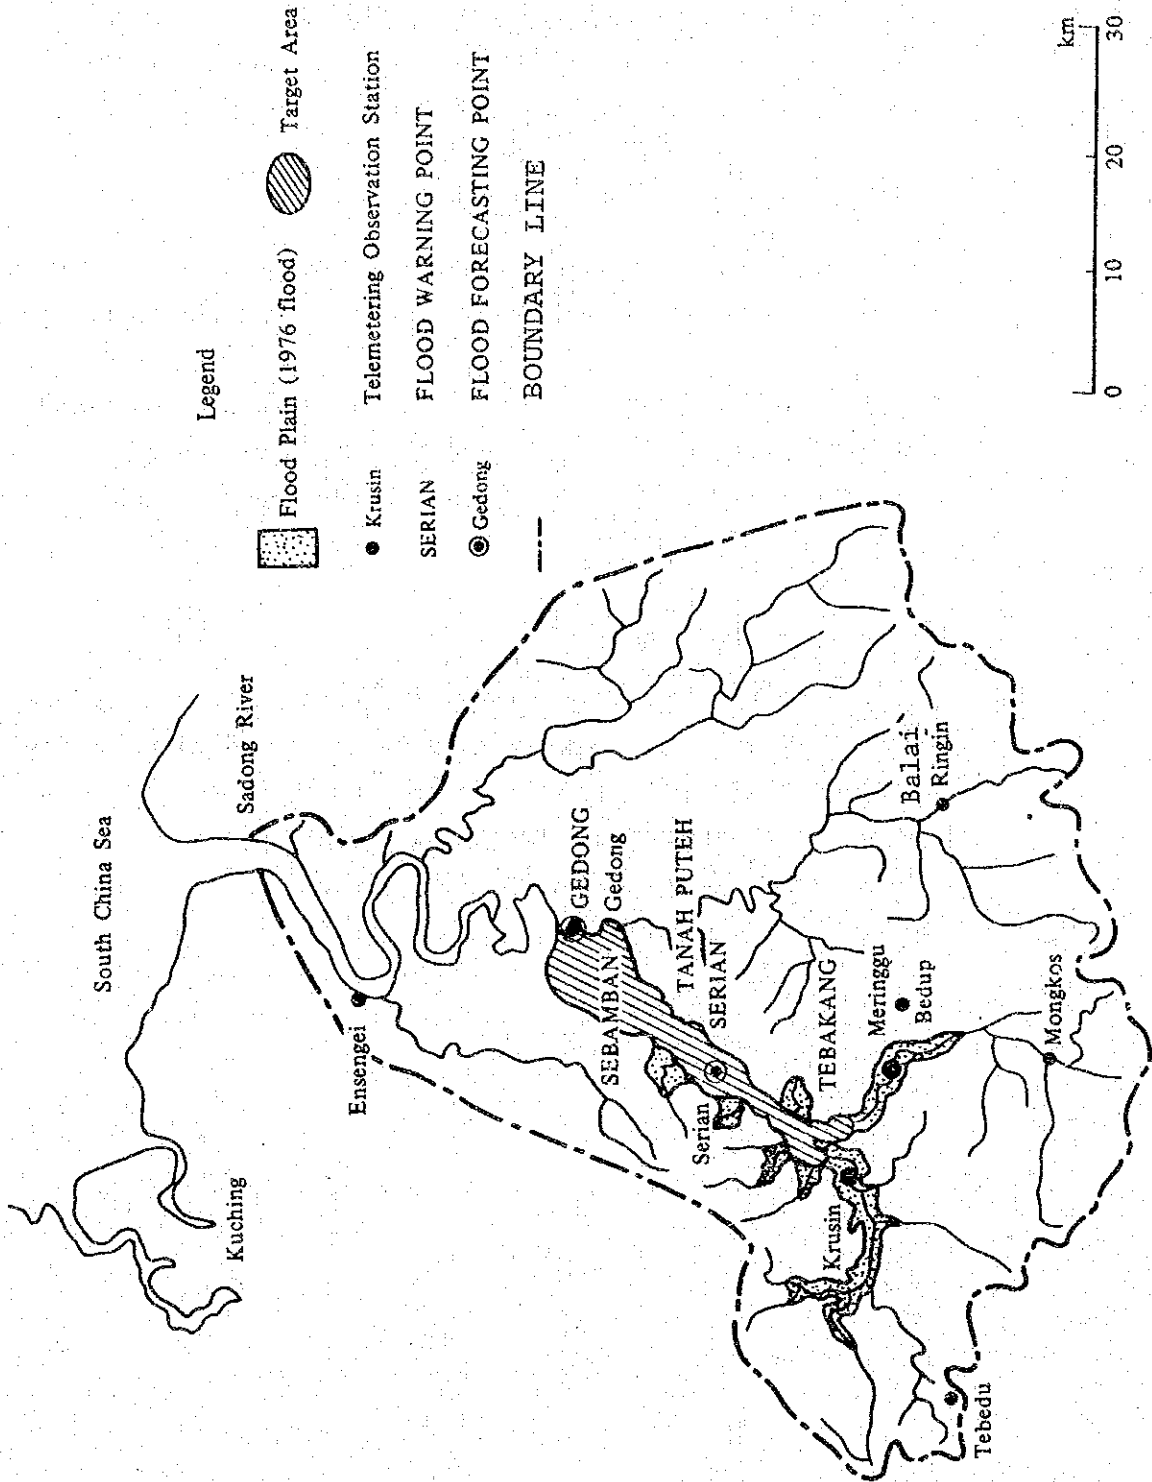 South China Sea
Sadong River
Kuching
Ensengei
GEDONG
Gedong
SEBAMBAN
TANAH PUTEH
SERIAN
Serian
TEBAKANG
Meringgu
Bedup
Balai
Ringin
Krusin
Mongkos
Tebedu
Legend
Flood Plain (1976 flood)
Target Area
Krusin
Telemetering Observation Station
SERIAN
FLOOD WARNING POINT
Gedong
FLOOD FORECASTING POINT
BOUNDARY LINE
km
0 10 20 30